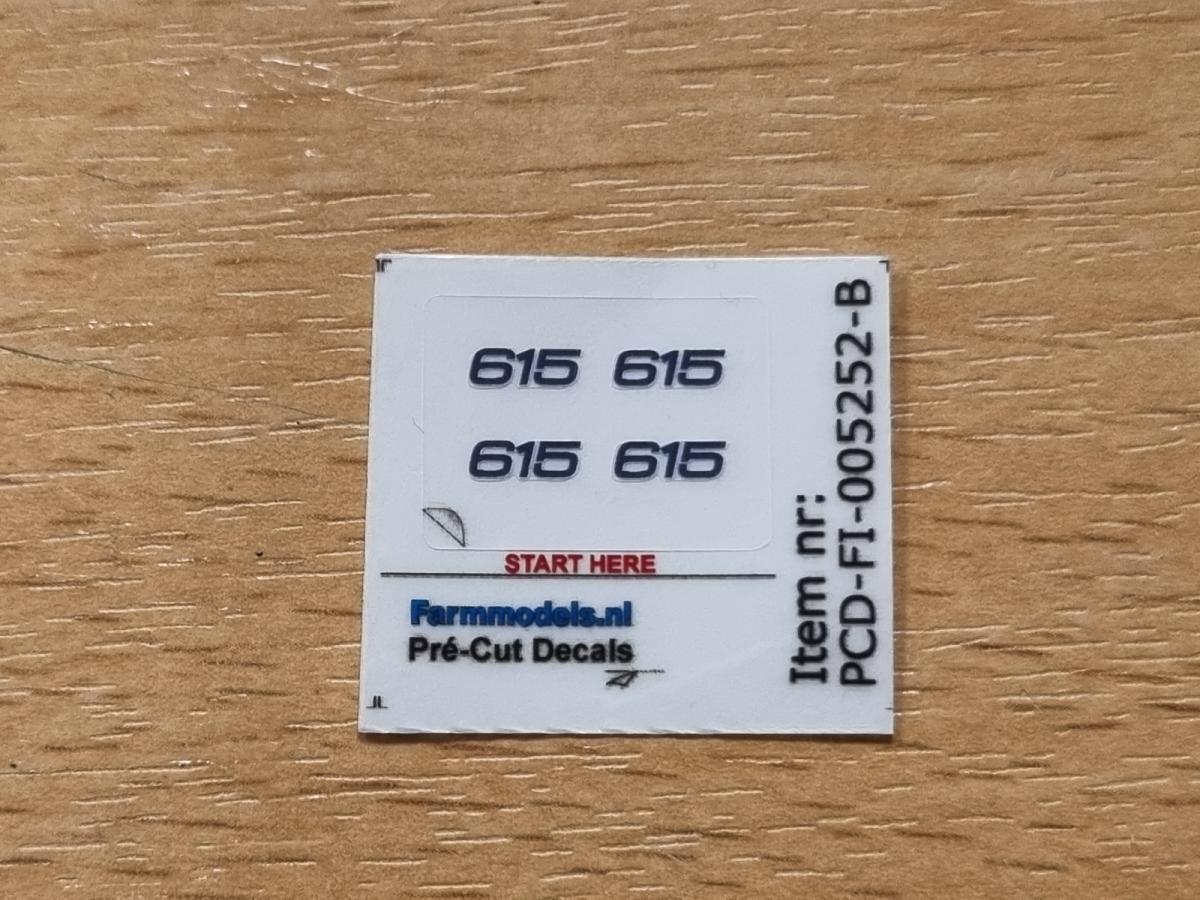 615 615
615 615
START HERE
Farmmodels.nl
Pré-Cut Decals
Item nr:
PCD-FI-005252-B